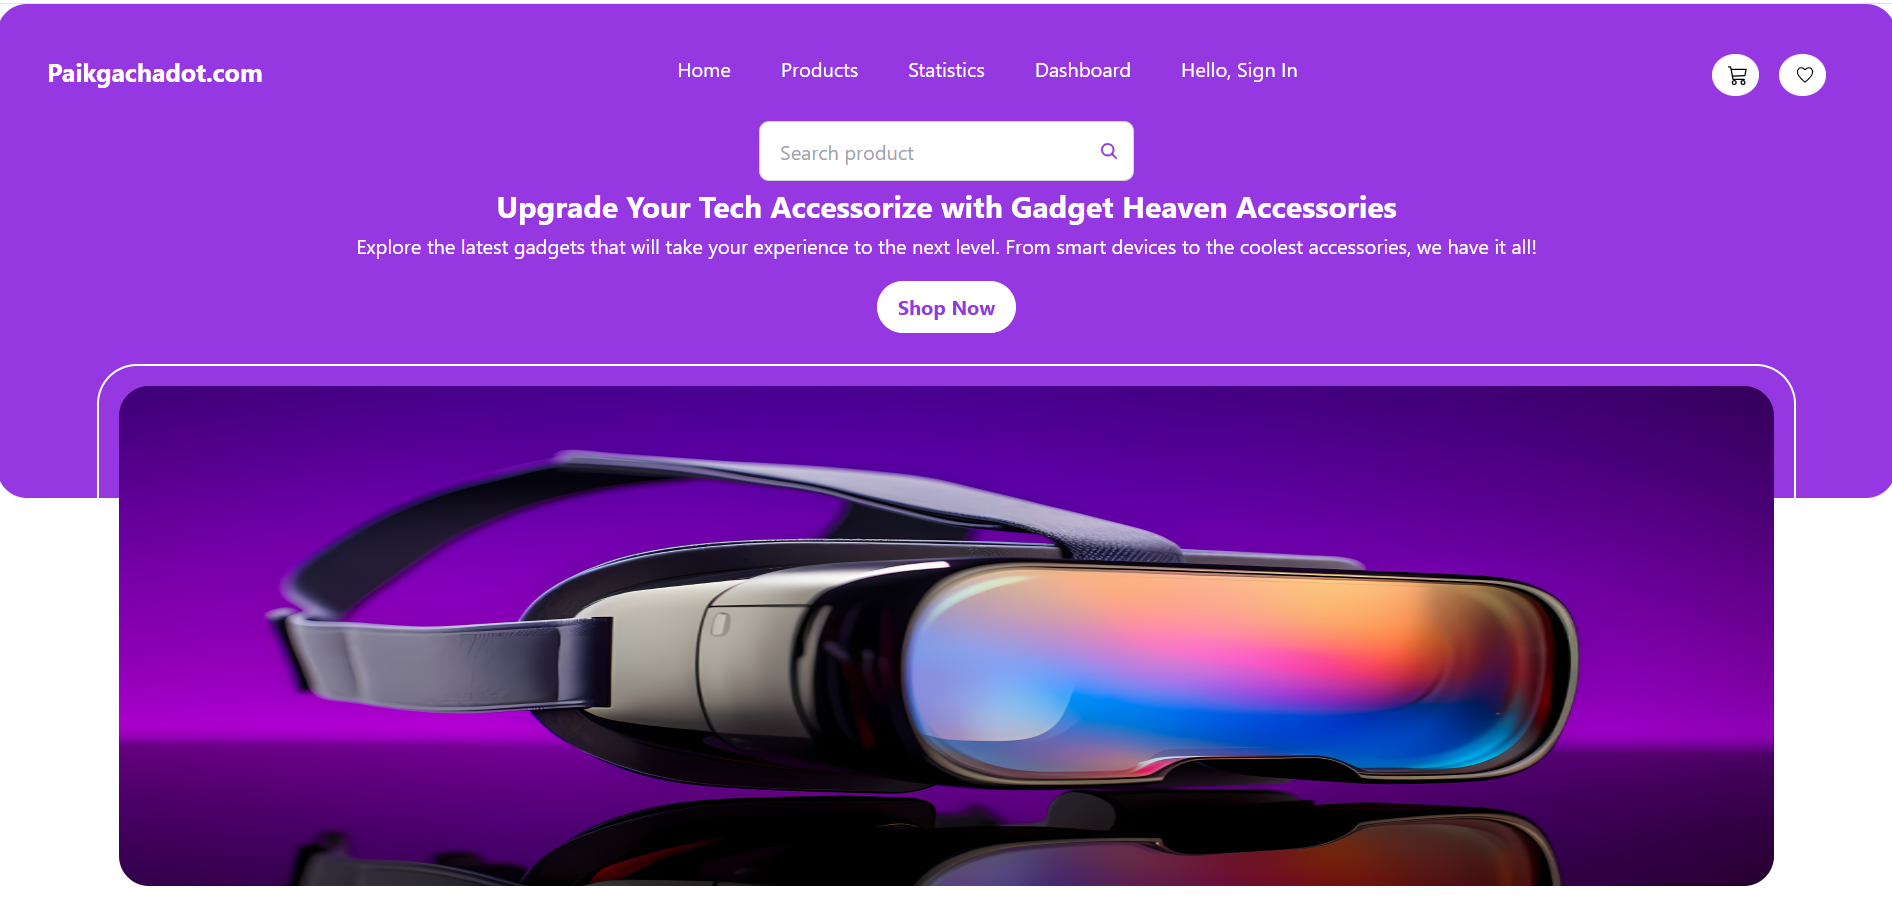 Paikgachadot.com
Home Products Statistics Dashboard Hello, Sign In
Search product
Upgrade Your Tech Accessorize with Gadget Heaven Accessories
Explore the latest gadgets that will take your experience to the next level. From smart devices to the coolest accessories, we have it all!
Shop Now